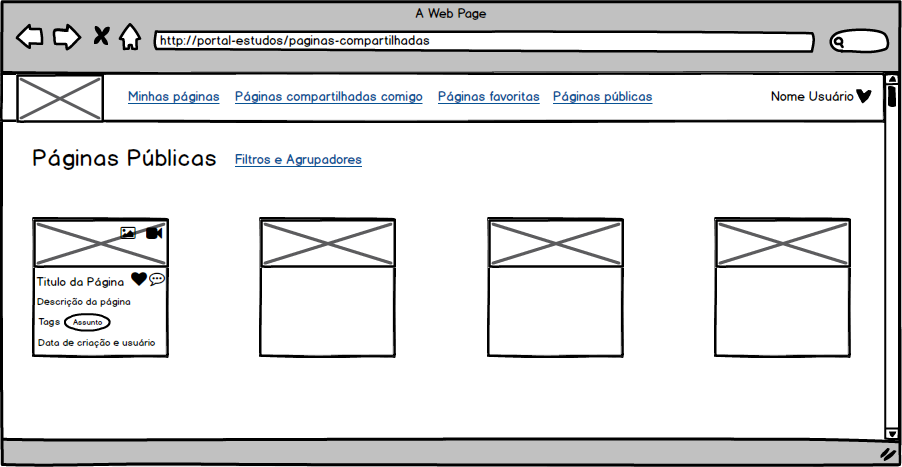 A Web Page
http://portal-estudos/paginas-compartilhadas
Minhas páginas Páginas compartilhadas comigo Páginas favoritas Páginas públicas Nome Usuário
Páginas Públicas Filtros e Agrupadores
Titulo da Página
Descrição da página
Tags Assunto
Data de criação e usuário